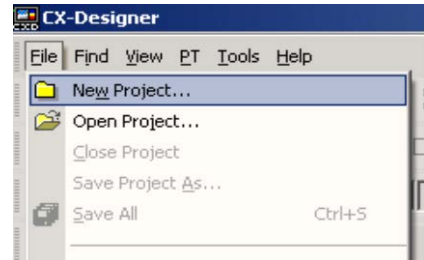 CX-Designer
File Find View PT Tools Help
New Project...
Open Project...
Close Project
Save Project As...
Save All Ctrl+S